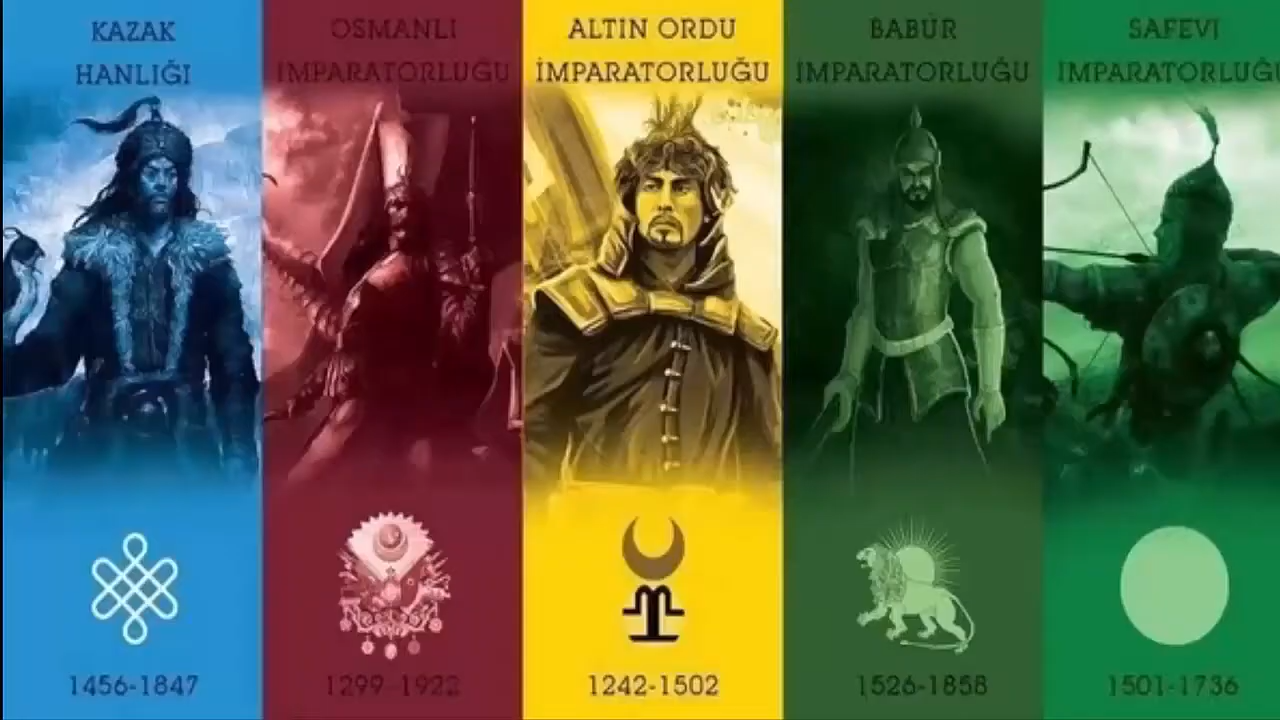 KAZAK
HANLIĞI
1456-1847
OSMANLI
İMPARATORLUĞU
1299-1922
ALTIN ORDU
İMPARATORLUĞU
1242-1502
BABÜR
İMPARATORLUĞU
1526-1858
SAFEVİ
İMPARATORLUĞU
1501-1736